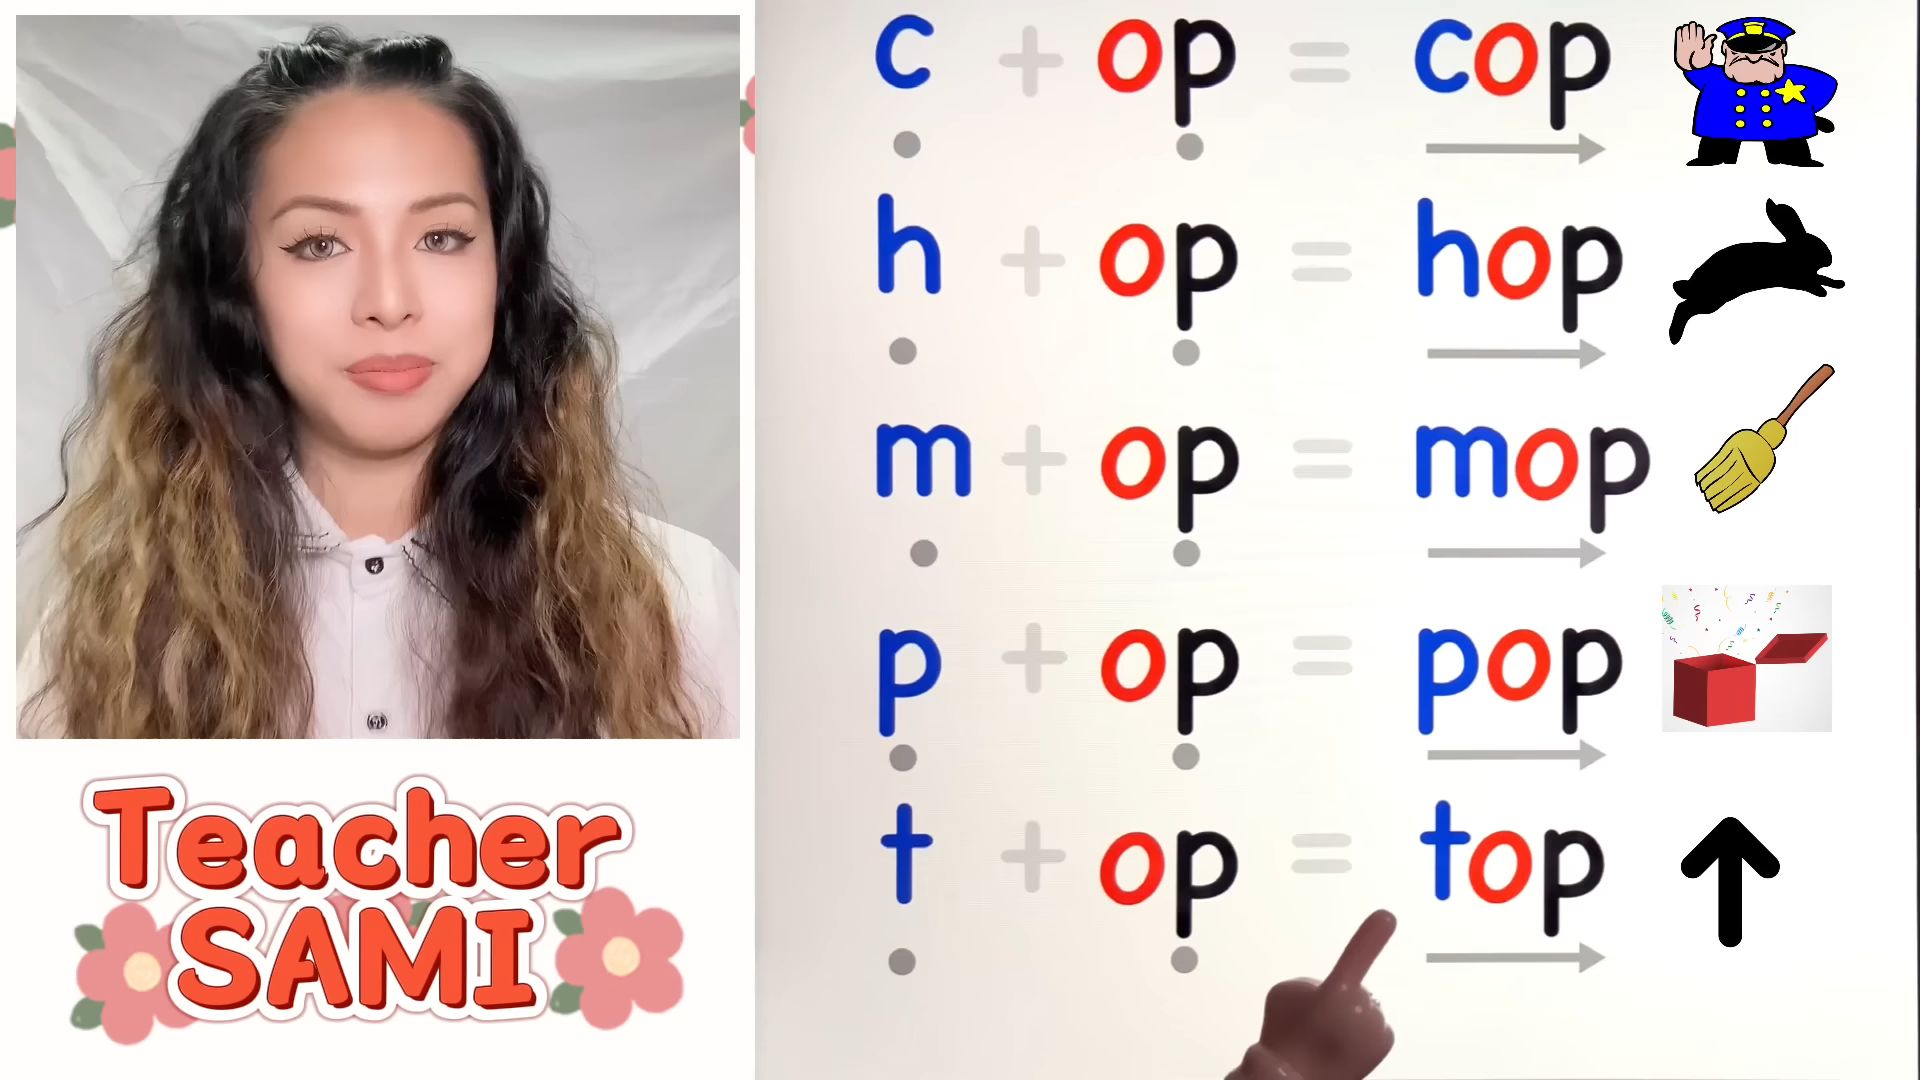 Teacher
SAMI
c + op = cop
h + op = hop
m + op = mop
p + op = pop
t + op = top